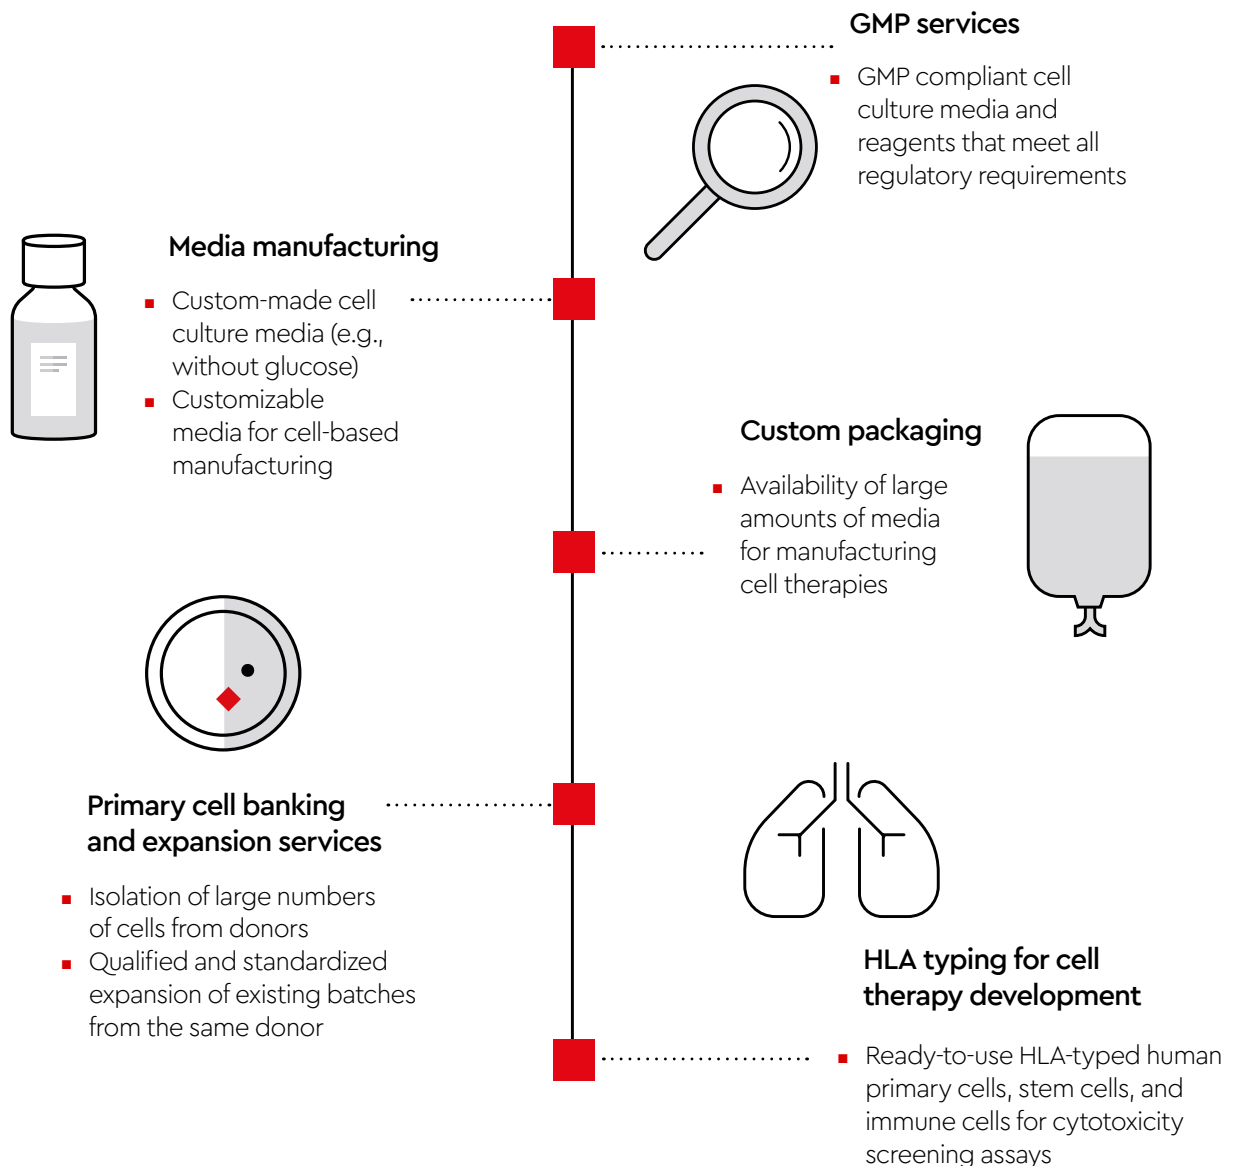 GMP services
▪ GMP compliant cell
culture media and
reagents that meet all
regulatory requirements
Media manufacturing
▪ Custom-made cell
culture media (e.g.,
without glucose)
▪ Customizable
media for cell-based
manufacturing
Custom packaging
▪ Availability of large
amounts of media
for manufacturing
cell therapies
Primary cell banking
and expansion services
▪ Isolation of large numbers
of cells from donors
▪ Qualified and standardized
expansion of existing batches
from the same donor
HLA typing for cell
therapy development
▪ Ready-to-use HLA-typed human
primary cells, stem cells, and
immune cells for cytotoxicity
screening assays